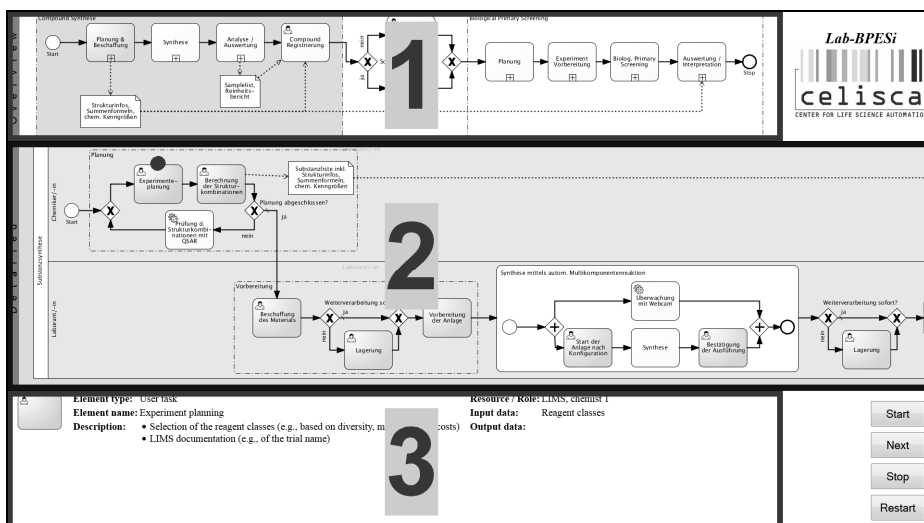 Compound Synthese
Biological Primary Screening
Overview
Start
Planung &
Beschaffung
Synthese
Analyse /
Auswertung
Compound
Registrierung
nein
ja
Planung
Experiment
Vorbereitung
Biolog. Primary
Screening
Auswertung /
Interpretation
Stop
Strukturinfos,
Summenformeln,
chem. Kenngrößen
Samplelist,
Reinheits-
bericht
1
Lab-BPESi
celisca
CENTER FOR LIFE SCIENCE AUTOMATIO
Detailed
Substanzsynthese
Chemiker/-in
Planung
Start
Experimente-
planung
Berechnung
der Struktur-
kombinationen
Substanzliste inkl.
Strukturinfos,
Summenformeln,
chem. Kenngrößen
Prüfung d.
Strukturkombi-
nationen mit
QSAR
Planung abgeschlossen?
ja
nein
2
Laborant/-in
Laborant/-in
Vorbereitung
Beschaffung
des Materials
Weiterverarbeitung
ja
nein
Lagerung
Vorbereitung
der Anlage
Synthese mittels autom. Multikomponentenreaktion
Überwachung
mit Webcam
Start der
Anlage nach
Konfiguration
Synthese
Bestätigung
der Ausführung
Weiterverarbeitung sofort?
ja
nein
Lagerung
Element type: User task
Element name: Experiment planning
Description: • Selection of the reagent classes (e.g., based on diversity, costs)
• LIMS documentation (e.g., of the trial name)
Resource / Role: LIMS, chemist 1
Input data: Reagent classes
Output data:
3
Start
Next
Stop
Restart